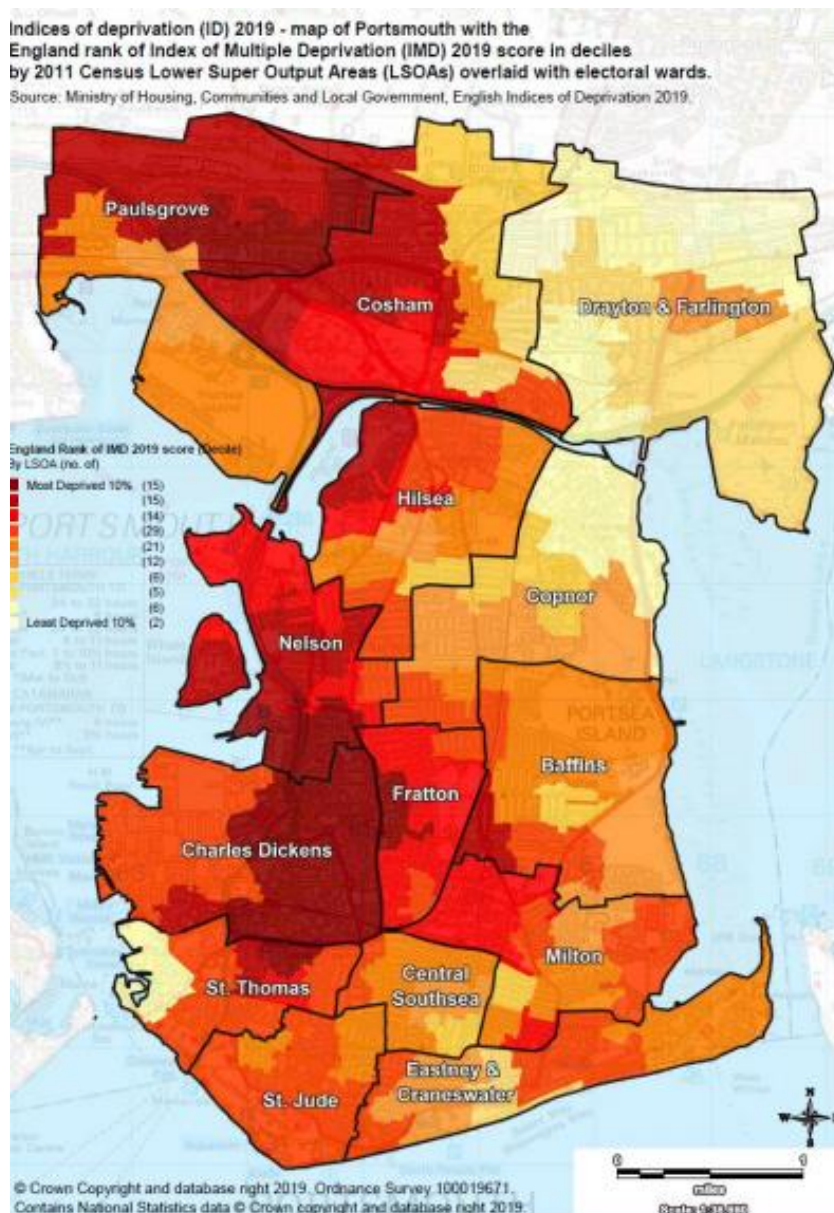 Indices of deprivation (ID) 2019 - map of Portsmouth with the
England rank of Index of Multiple Deprivation (IMD) 2019 score in deciles
by 2011 Census Lower Super Output Areas (LSOAs) overlaid with electoral wards.
Source: Ministry of Housing, Communities and Local Government, English Indices of Deprivation 2019.
Paulsgrove
Cosham
Drayton & Farlington
England Rank of IMD 2019 score (Decile)
By LSOA (no. of)
Most Deprived 10% (15)
(15)
(14)
(29)
(21)
(12)
(6)
(5)
(6)
Least Deprived 10% (2)
Hilsea
PORTSMOUTH
Copnor
Nelson
LANGSTONE
PORTSEA
ISLAND
Baffins
Fratton
Charles Dickens
Milton
Central
Southsea
St. Thomas
Eastney &
Craneswater
St. Jude
N
W
S
0 1
miles
© Crown Copyright and database right 2019. Ordnance Survey 100019671.
Contains National Statistics data © Crown copyright and database right 2019.
Scale: